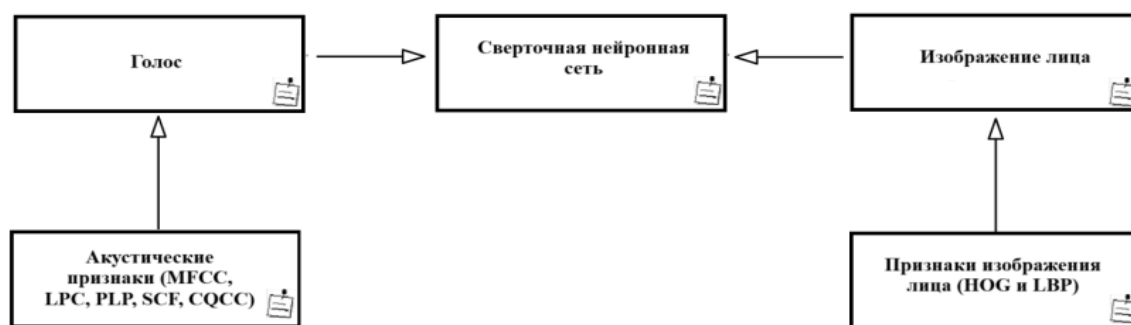 Голос
Сверточная нейронная
сеть
Изображение лица
Акустические
признаки (MFCC,
LPC, PLP, SCF, CQCC)
Признаки изображения
лица (HOG и LBP)